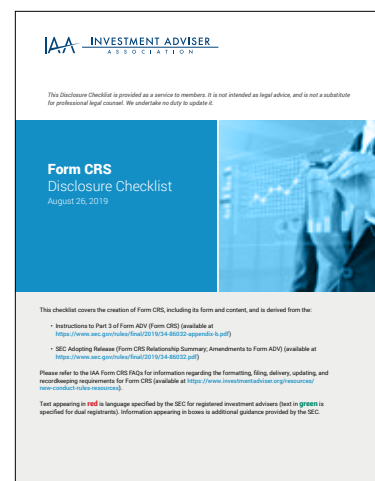 IAA INVESTMENT ADVISER
ASSOCIATION
This Disclosure Checklist is provided as a service to members. It is not intended as legal advice, and is not a substitute
for professional legal counsel. We undertake no duty to update it.
Form CRS
Disclosure Checklist
August 26, 2019
This checklist covers the creation of Form CRS, including its form and content, and is derived from the:
• Instructions to Part 3 of Form ADV (Form CRS) (available at
https://www.sec.gov/rules/final/2019/34-86032-appendix-b.pdf)
• SEC Adopting Release (Form CRS Relationship Summary; Amendments to Form ADV) (available at
https://www.sec.gov/rules/final/2019/34-86032.pdf)
Please refer to the IAA Form CRS FAQs for information regarding the formatting, filing, delivery, updating, and
recordkeeping requirements for Form CRS (available at https://www.investmentadviser.org/resources/
new-conduct-rules-resources).
Text appearing in red is language specified by the SEC for registered investment advisers (text in green is
specified for dual registrants). Information appearing in boxes is additional guidance provided by the SEC.